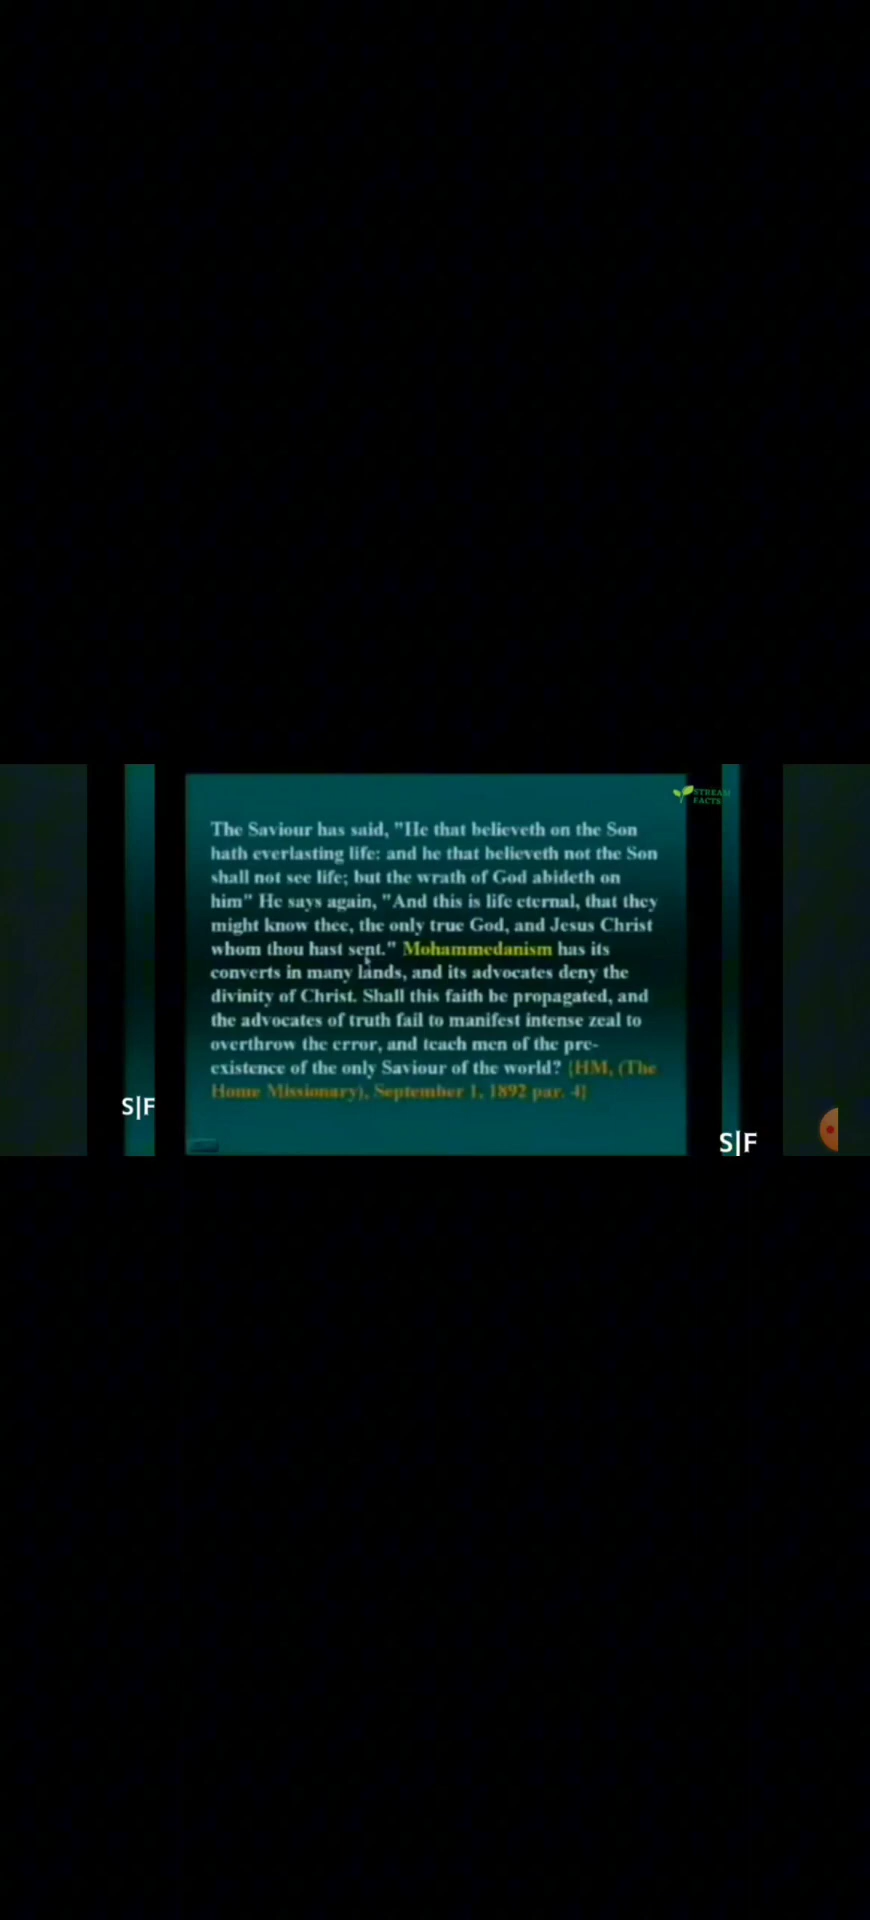 STREAM
FACTS
The Saviour has said, "He that believeth on the Son
hath everlasting life: and he that believeth not the Son
shall not see life; but the wrath of God abideth on
him" He says again, "And this is life eternal, that they
might know thee, the only true God, and Jesus Christ
whom thou hast sent." Mohammedanism has its
converts in many lands, and its advocates deny the
divinity of Christ. Shall this faith be propagated, and
the advocates of truth fail to manifest intense zeal to
overthrow the error, and teach men of the pre-
existence of the only Saviour of the world? {HM, (The
Home Missionary), September 1, 1892 par. 4}
S|F
S|F